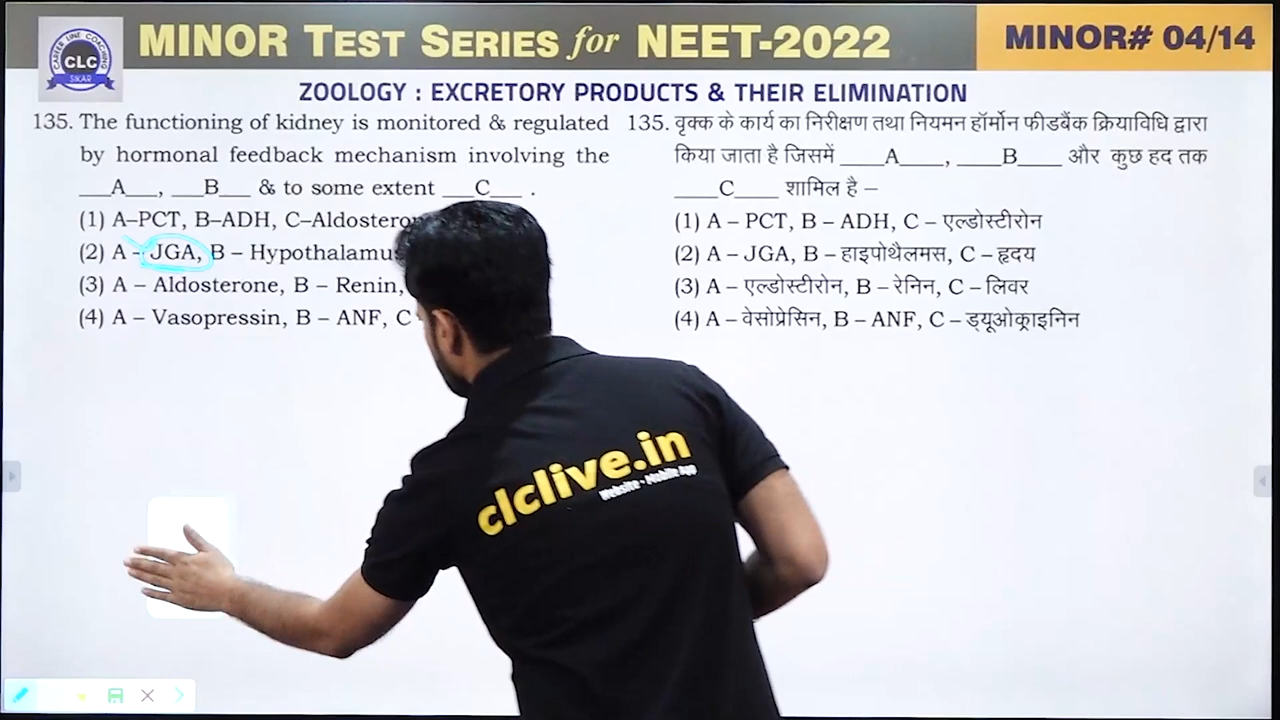 MINOR TEST SERIES for NEET-2022
MINOR# 04/14
CAREER LINE COACHING
CLC
SIKAR
ZOOLOGY : EXCRETORY PRODUCTS & THEIR ELIMINATION
135. The functioning of kidney is monitored & regulated
by hormonal feedback mechanism involving the
___A___, ___B___ & to some extent ___C___ .
(1) A–PCT, B–ADH, C–Aldosteron
(2) A – JGA, B – Hypothalamus
(3) A – Aldosterone, B – Renin,
(4) A – Vasopressin, B – ANF, C
135. वृक्क के कार्य का निरीक्षण तथा नियमन हॉर्मोन फीडबैंक क्रियाविधि द्वारा
किया जाता है जिसमें ____A____, ____B____ और कुछ हद तक
____C____ शामिल है –
(1) A – PCT, B – ADH, C – एल्डोस्टीरोन
(2) A – JGA, B – हाइपोथैलमस, C – हृदय
(3) A – एल्डोस्टीरोन, B – रेनिन, C – लिवर
(4) A – वेसोप्रेसिन, B – ANF, C – ड्यूओक्राइनिन
clclive.in
Website - Mobile App